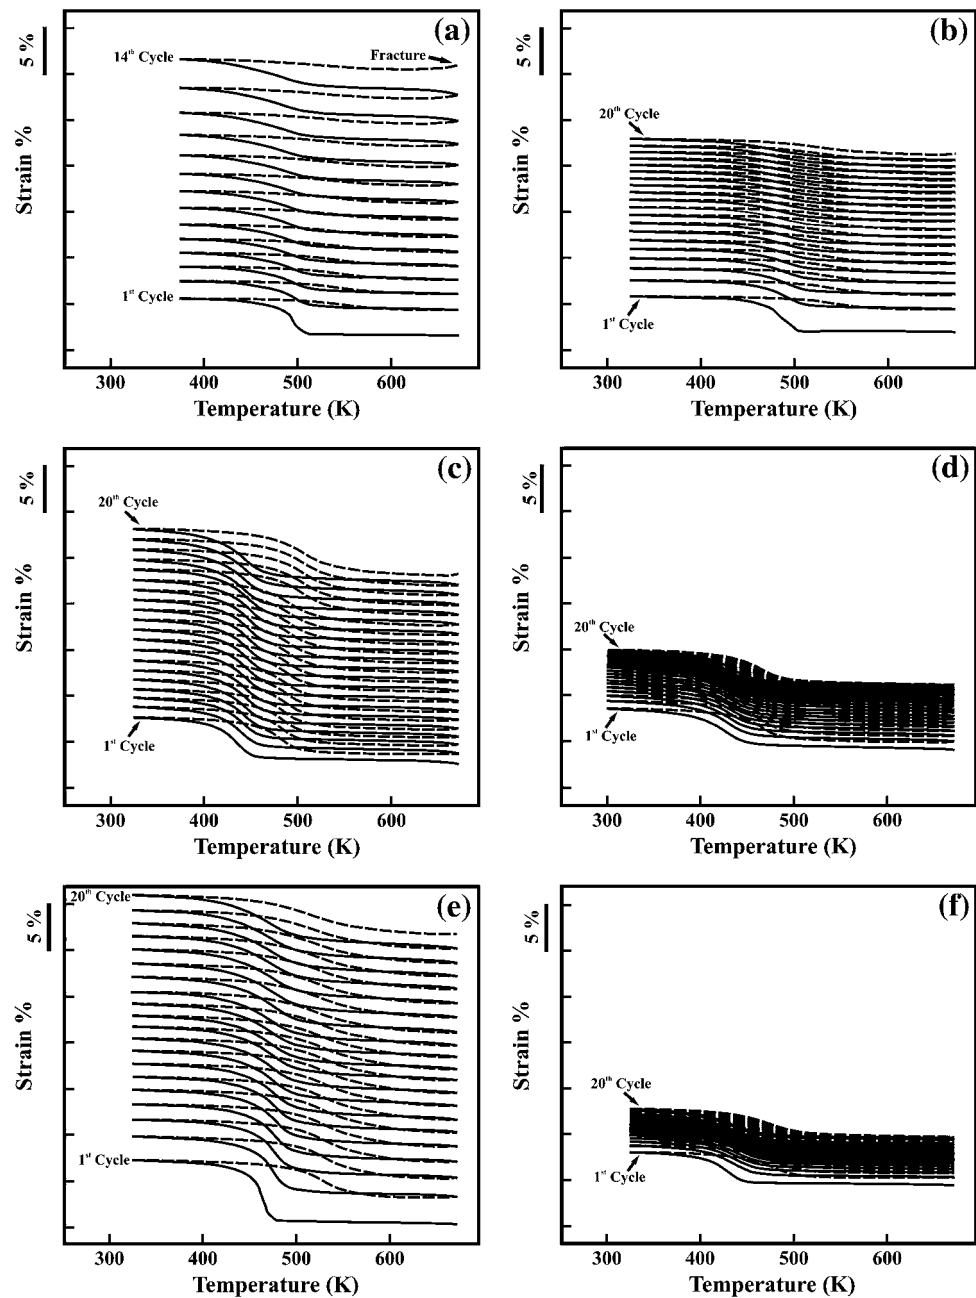 (a)
5 %
14th Cycle
Fracture
Strain %
1st Cycle
300 400 500 600
Temperature (K)
(b)
5 %
20th Cycle
Strain %
1st Cycle
300 400 500 600
Temperature (K)
(c)
5 %
20th Cycle
Strain %
1st Cycle
300 400 500 600
Temperature (K)
(d)
5 %
20th Cycle
Strain %
1st Cycle
300 400 500 600
Temperature (K)
(e)
20th Cycle
5 %
Strain %
1st Cycle
300 400 500 600
Temperature (K)
(f)
5 %
20th Cycle
Strain %
1st Cycle
300 400 500 600
Temperature (K)